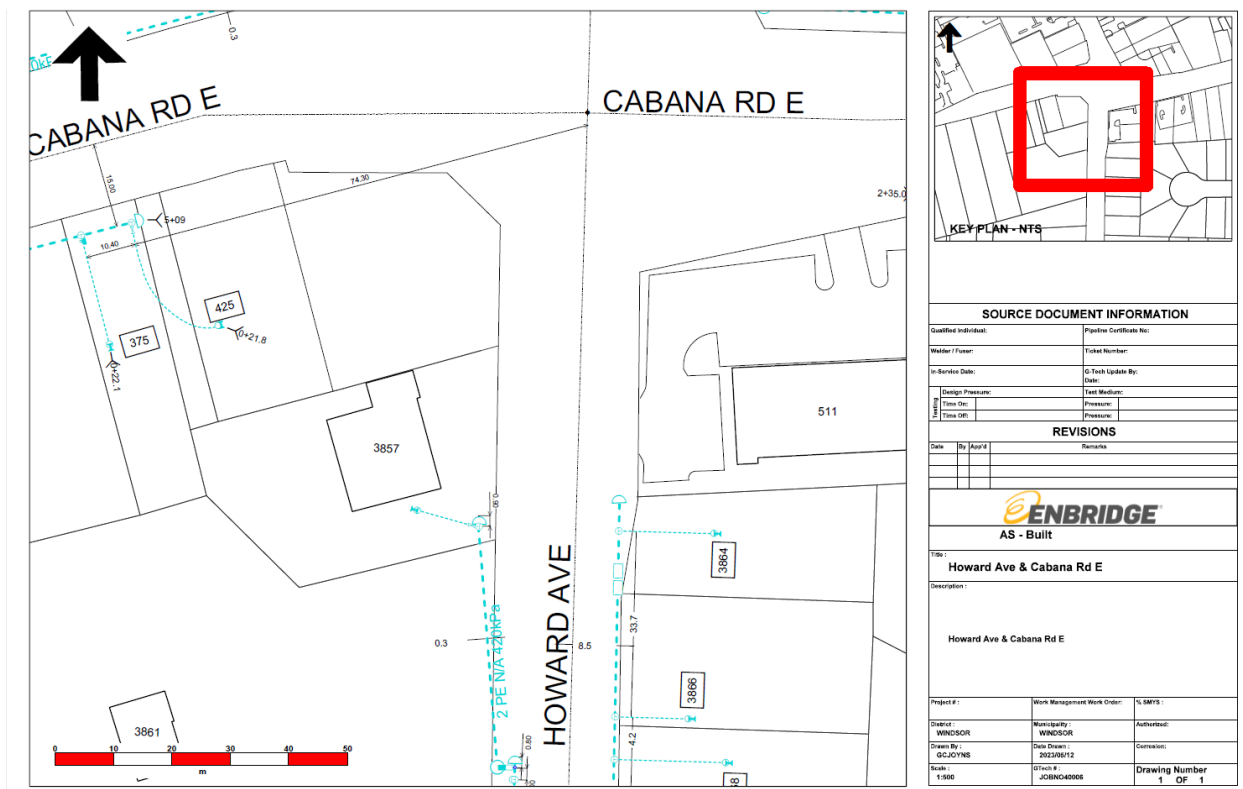 0.3
CABANA RD E
CABANA RD E
15.00
74.30
2+35.0
5+09
10.40
425
0+21.8
375
0+22.1
3857
511
.90
3864
HOWARD AVE
2 PE N/A 420kPa
0.3
8.5
33.7
3866
3861
4.2
0.80
0 10 20 30 40 50
m
KEY PLAN - NTS
SOURCE DOCUMENT INFORMATION
Qualified Individual: Pipeline Certificate No:
Welder / Fuser: Ticket Number:
In-Service Date: G-Tech Update By:
Date:
Testing
Design Pressure: Test Medium:
Time On: Pressure:
Time Off: Pressure:
REVISIONS
Date By App'd Remarks
ENBRIDGE
AS - Built
Title :
Howard Ave & Cabana Rd E
Description :
Howard Ave & Cabana Rd E
Project # : Work Management Work Order: % SMYS :
District : Municipality : Authorized:
WINDSOR WINDSOR
Drawn By : Date Drawn : Corrosion:
GCJOYNS 2023/05/12
Scale : GTech # : Drawing Number
1:500 JOBNO40006 1 OF 1